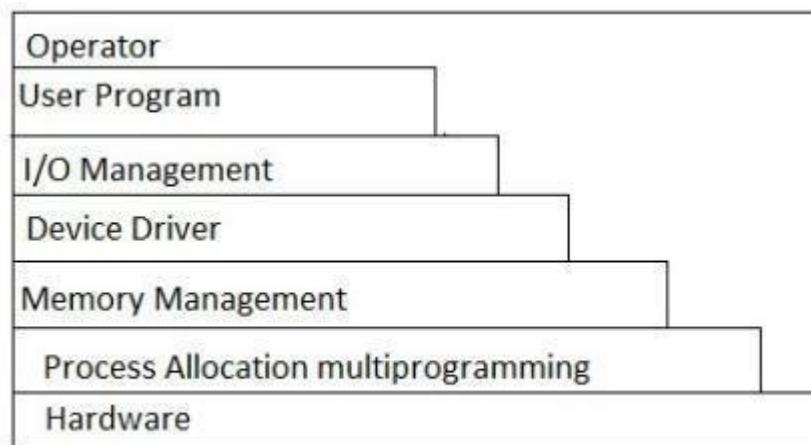 Operator
User Program
I/O Management
Device Driver
Memory Management
Process Allocation multiprogramming
Hardware